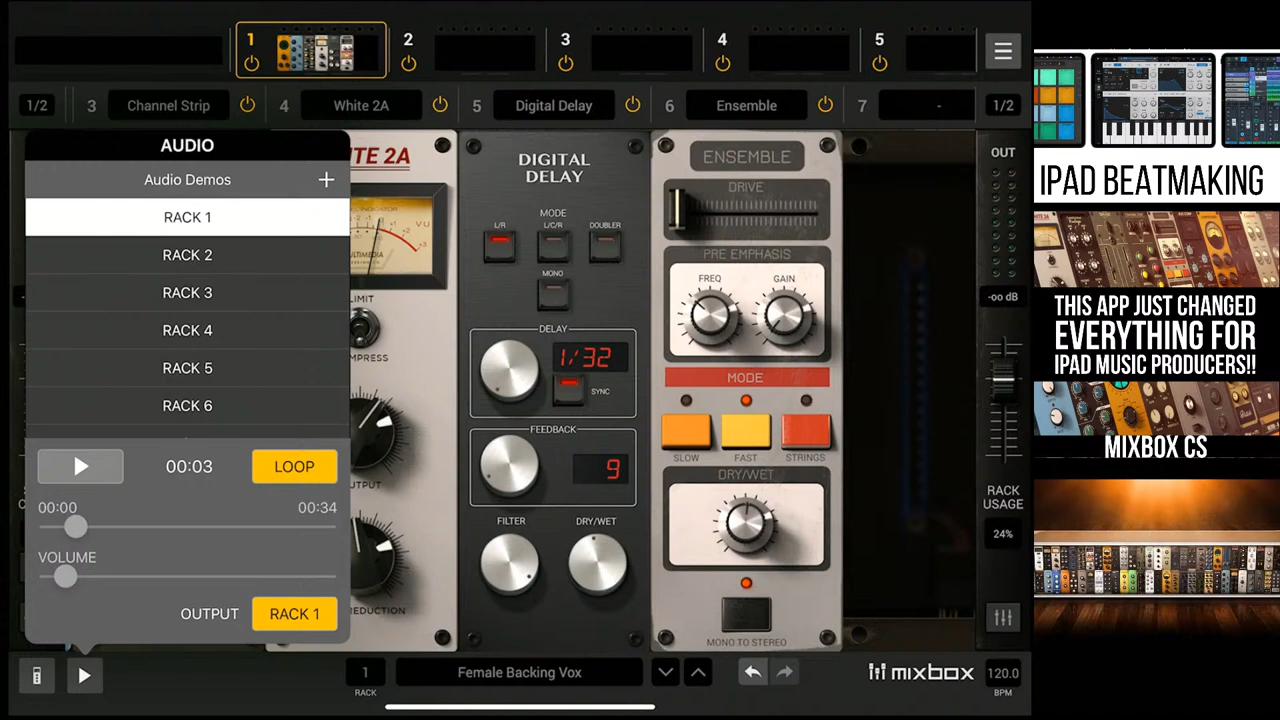 1
2
3
4
5
1/2
3
Channel Strip
4
White 2A
5
Digital Delay
6
Ensemble
7
-
1/2
AUDIO
Audio Demos +
RACK 1
RACK 2
RACK 3
RACK 4
RACK 5
RACK 6
00:03
LOOP
00:00
00:34
VOLUME
OUTPUT
RACK 1
ITE 2A
VU
LIMIT
MPRESS
UTPUT
REDUCTION
DIGITAL
DELAY
MODE
L/R
L/C/R
DOUBLER
MONO
DELAY
1/32
SYNC
FEEDBACK
9
FILTER
DRY/WET
ENSEMBLE
DRIVE
PRE EMPHASIS
FREQ
GAIN
MODE
SLOW
FAST
STRINGS
DRY/WET
MONO TO STEREO
OUT
-oo dB
RACK
USAGE
24%
1
RACK
Female Backing Vox
mixbox
120.0
BPM
IPAD BEATMAKING
THIS APP JUST CHANGED
EVERYTHING FOR
IPAD MUSIC PRODUCERS!!
MIXBOX CS